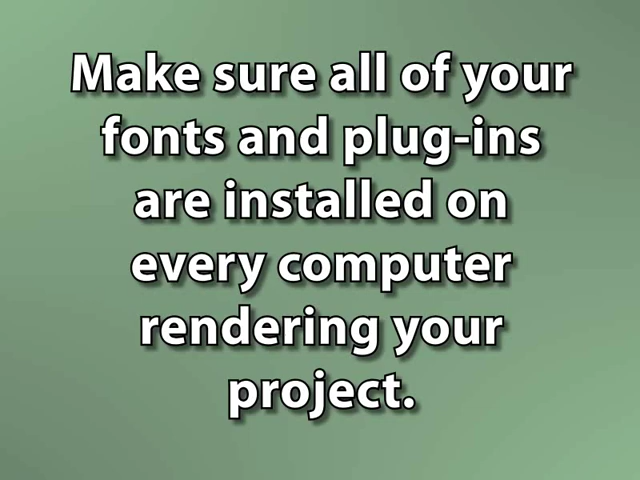 Make sure all of your
fonts and plug-ins
are installed on
every computer
rendering your
project.